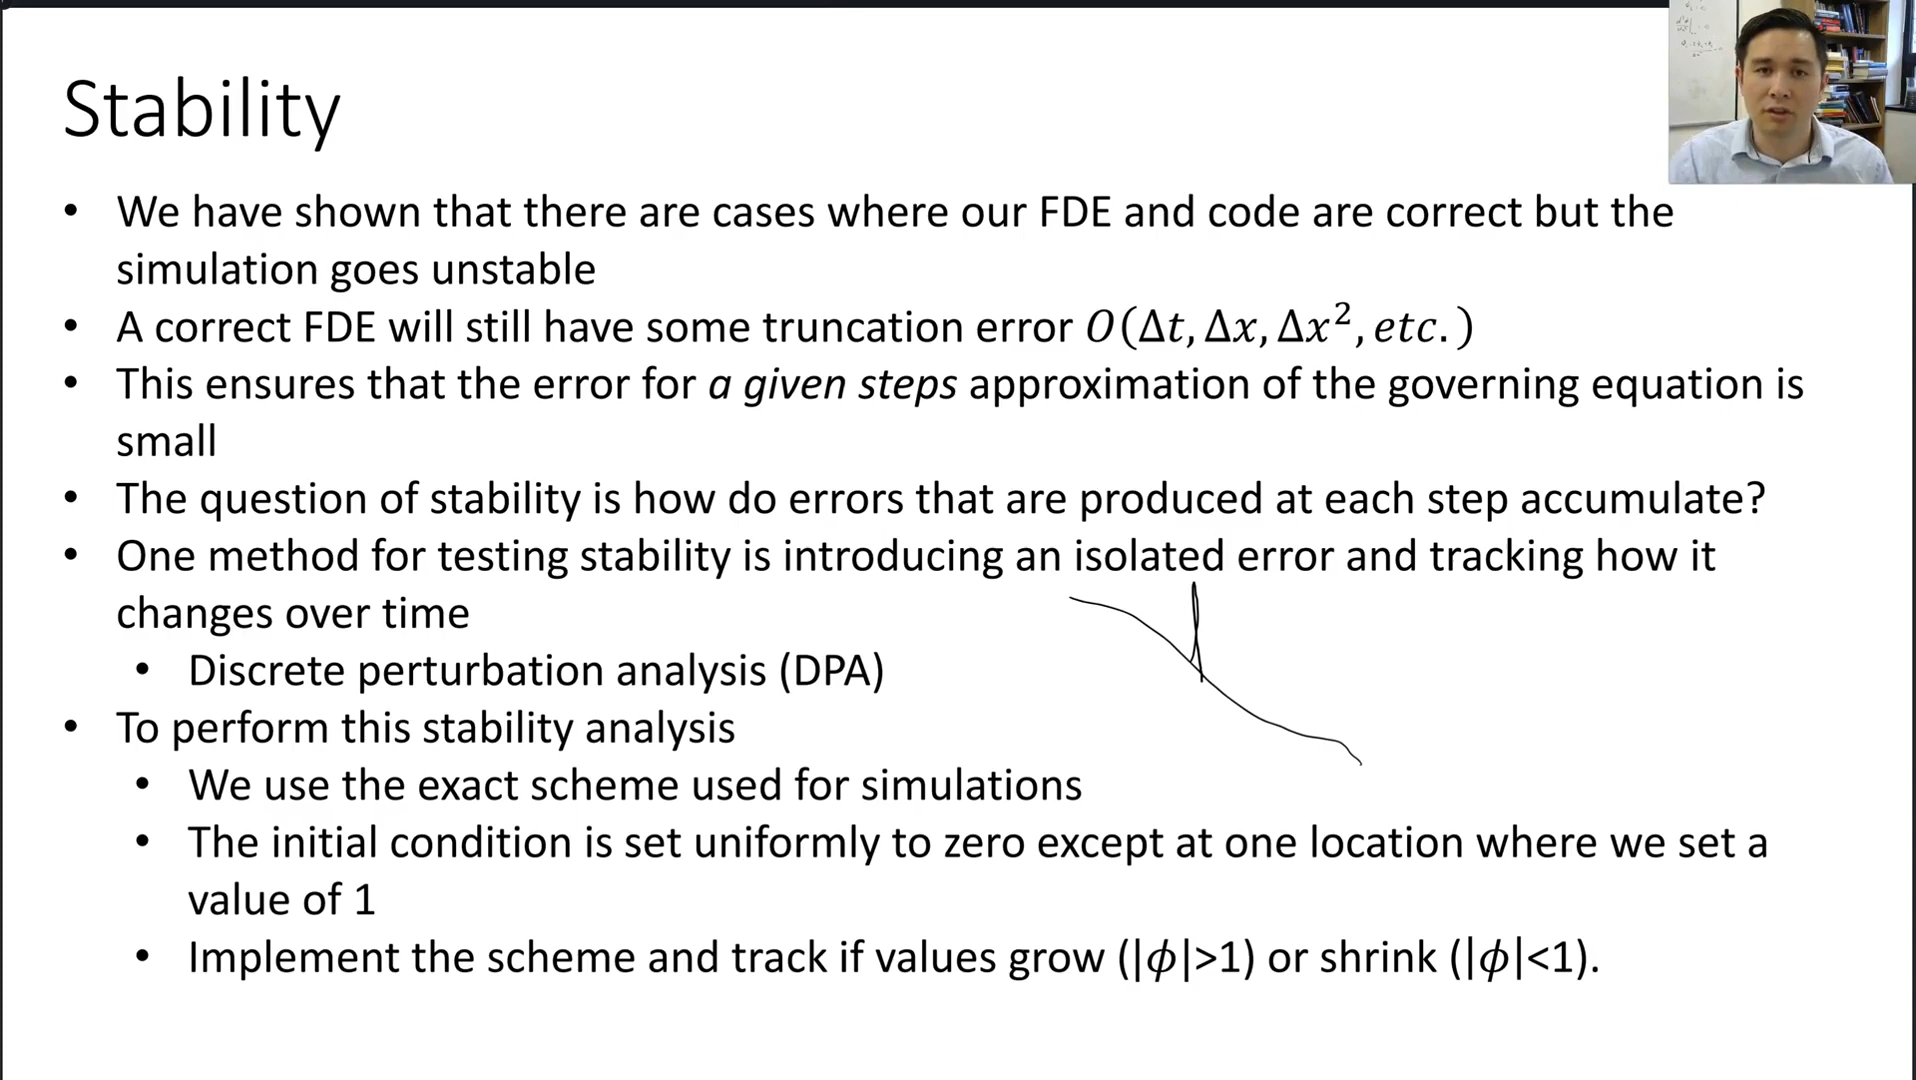 Stability
• We have shown that there are cases where our FDE and code are correct but the
simulation goes unstable
• A correct FDE will still have some truncation error O(Δt, Δx, Δx², etc.)
• This ensures that the error for a given steps approximation of the governing equation is
small
• The question of stability is how do errors that are produced at each step accumulate?
• One method for testing stability is introducing an isolated error and tracking how it
changes over time
• Discrete perturbation analysis (DPA)
• To perform this stability analysis
• We use the exact scheme used for simulations
• The initial condition is set uniformly to zero except at one location where we set a
value of 1
• Implement the scheme and track if values grow (|ϕ|>1) or shrink (|ϕ|<1).